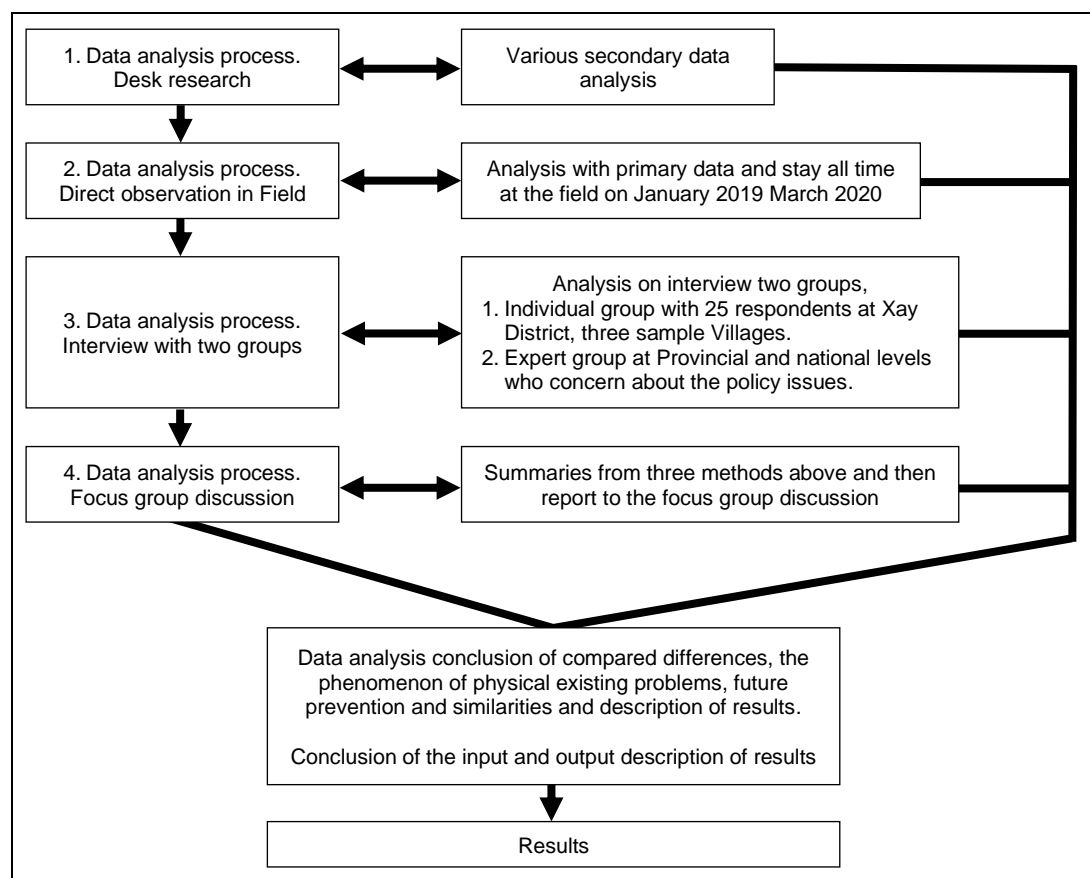 1. Data analysis process.
Desk research
Various secondary data
analysis
2. Data analysis process.
Direct observation in Field
Analysis with primary data and stay all time
at the field on January 2019 March 2020
3. Data analysis process.
Interview with two groups
Analysis on interview two groups,
1. Individual group with 25 respondents at Xay
District, three sample Villages.
2. Expert group at Provincial and national levels
who concern about the policy issues.
4. Data analysis process.
Focus group discussion
Summaries from three methods above and then
report to the focus group discussion
Data analysis conclusion of compared differences, the
phenomenon of physical existing problems, future
prevention and similarities and description of results.
Conclusion of the input and output description of results
Results